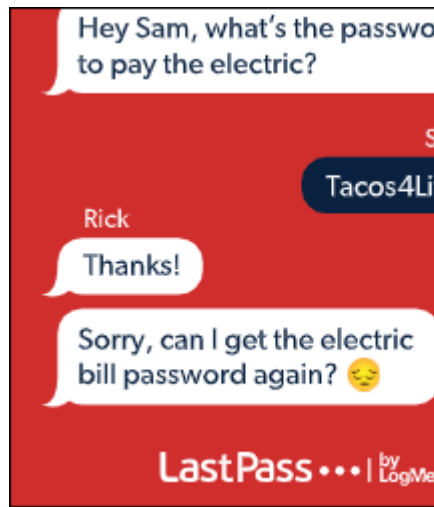 Hey Sam, what's the passwo
to pay the electric?
S
Tacos4Li
Rick
Thanks!
Sorry, can I get the electric
bill password again? 😔
LastPass •••| by
LogMe